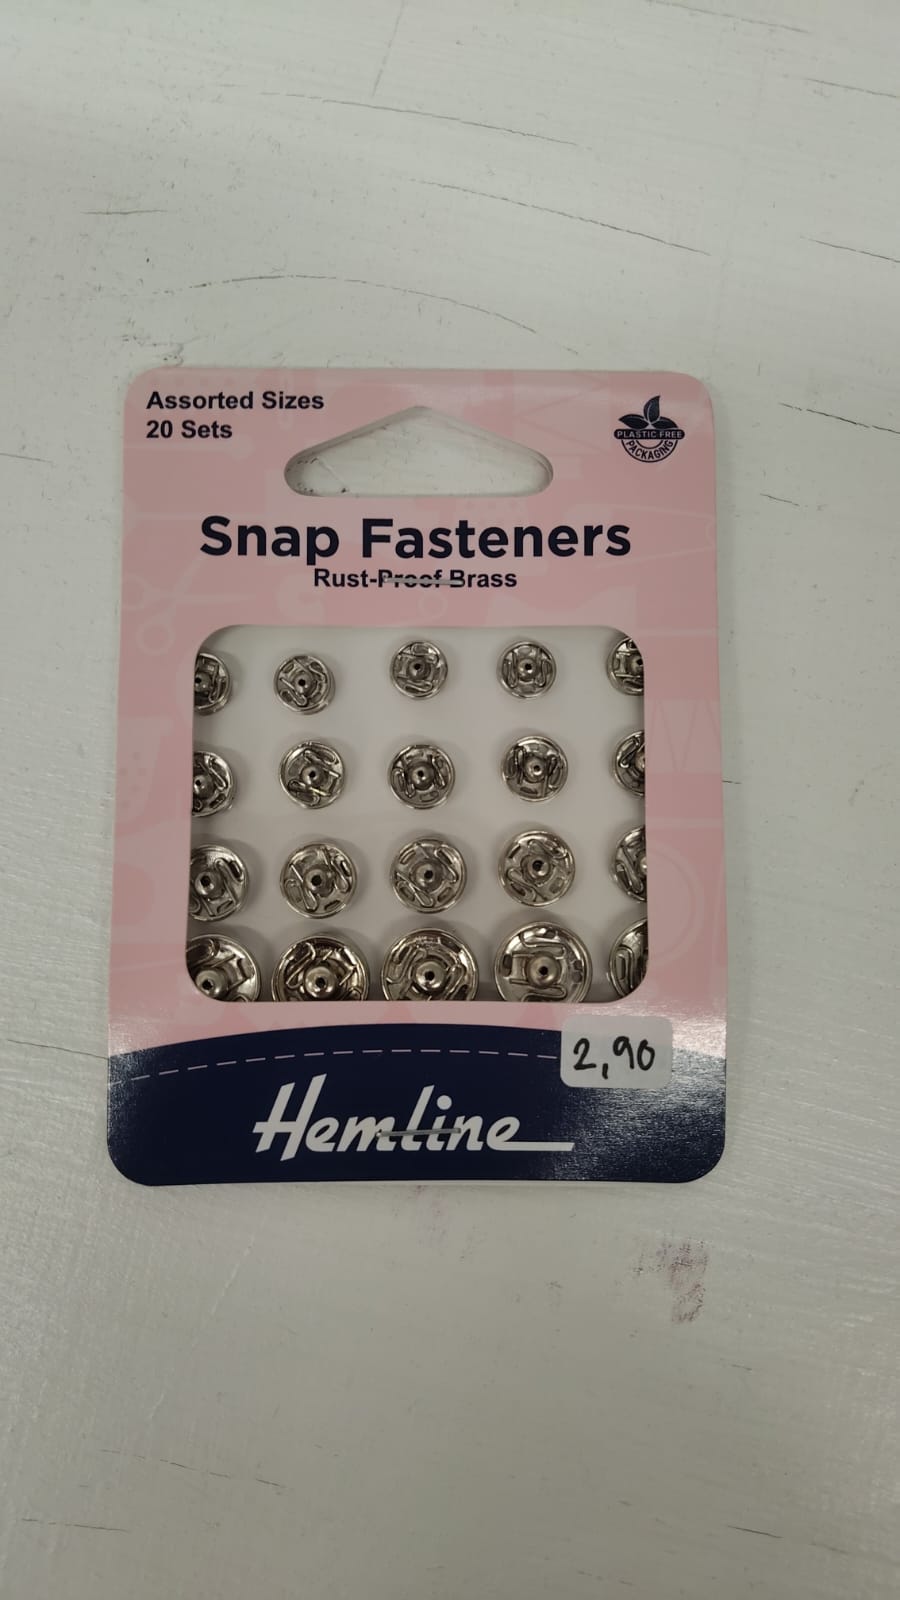 Assorted Sizes
20 Sets
PLASTIC FREE
PACKAGING
Snap Fasteners
Rust-Proof Brass
2,90
Hemline